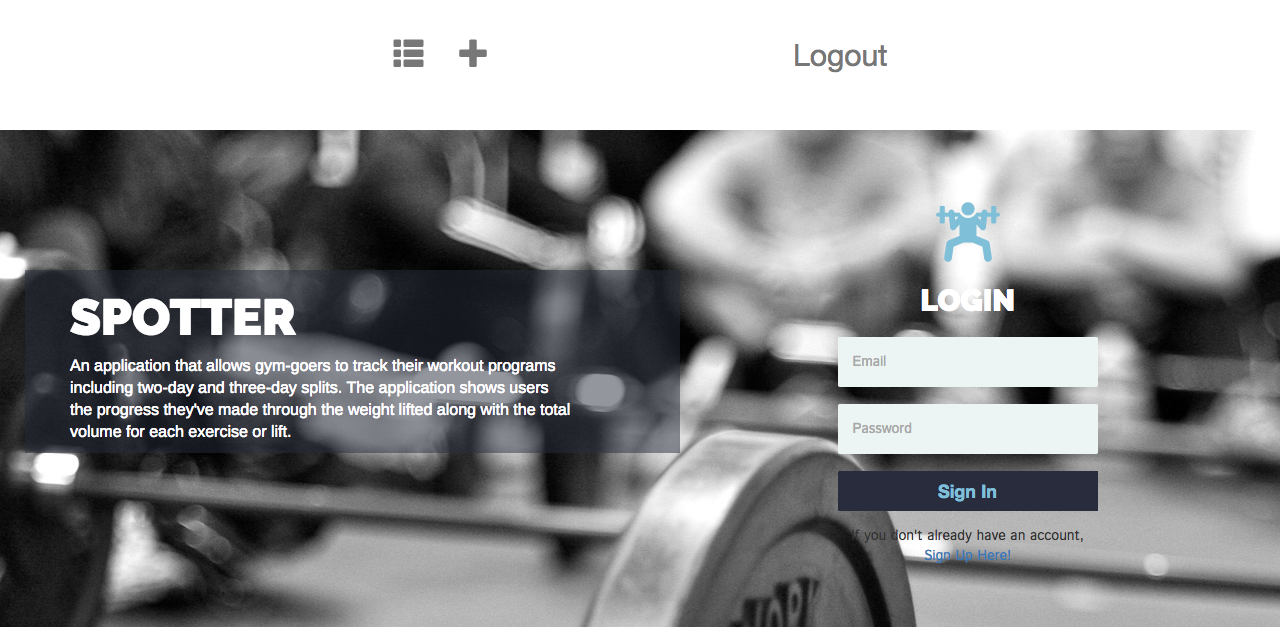 Logout
SPOTTER
An application that allows gym-goers to track their workout programs
including two-day and three-day splits. The application shows users
the progress they've made through the weight lifted along with the total
volume for each exercise or lift.
LOGIN
Email
Password
Sign In
If you don't already have an account,
Sign Up Here!
YORK